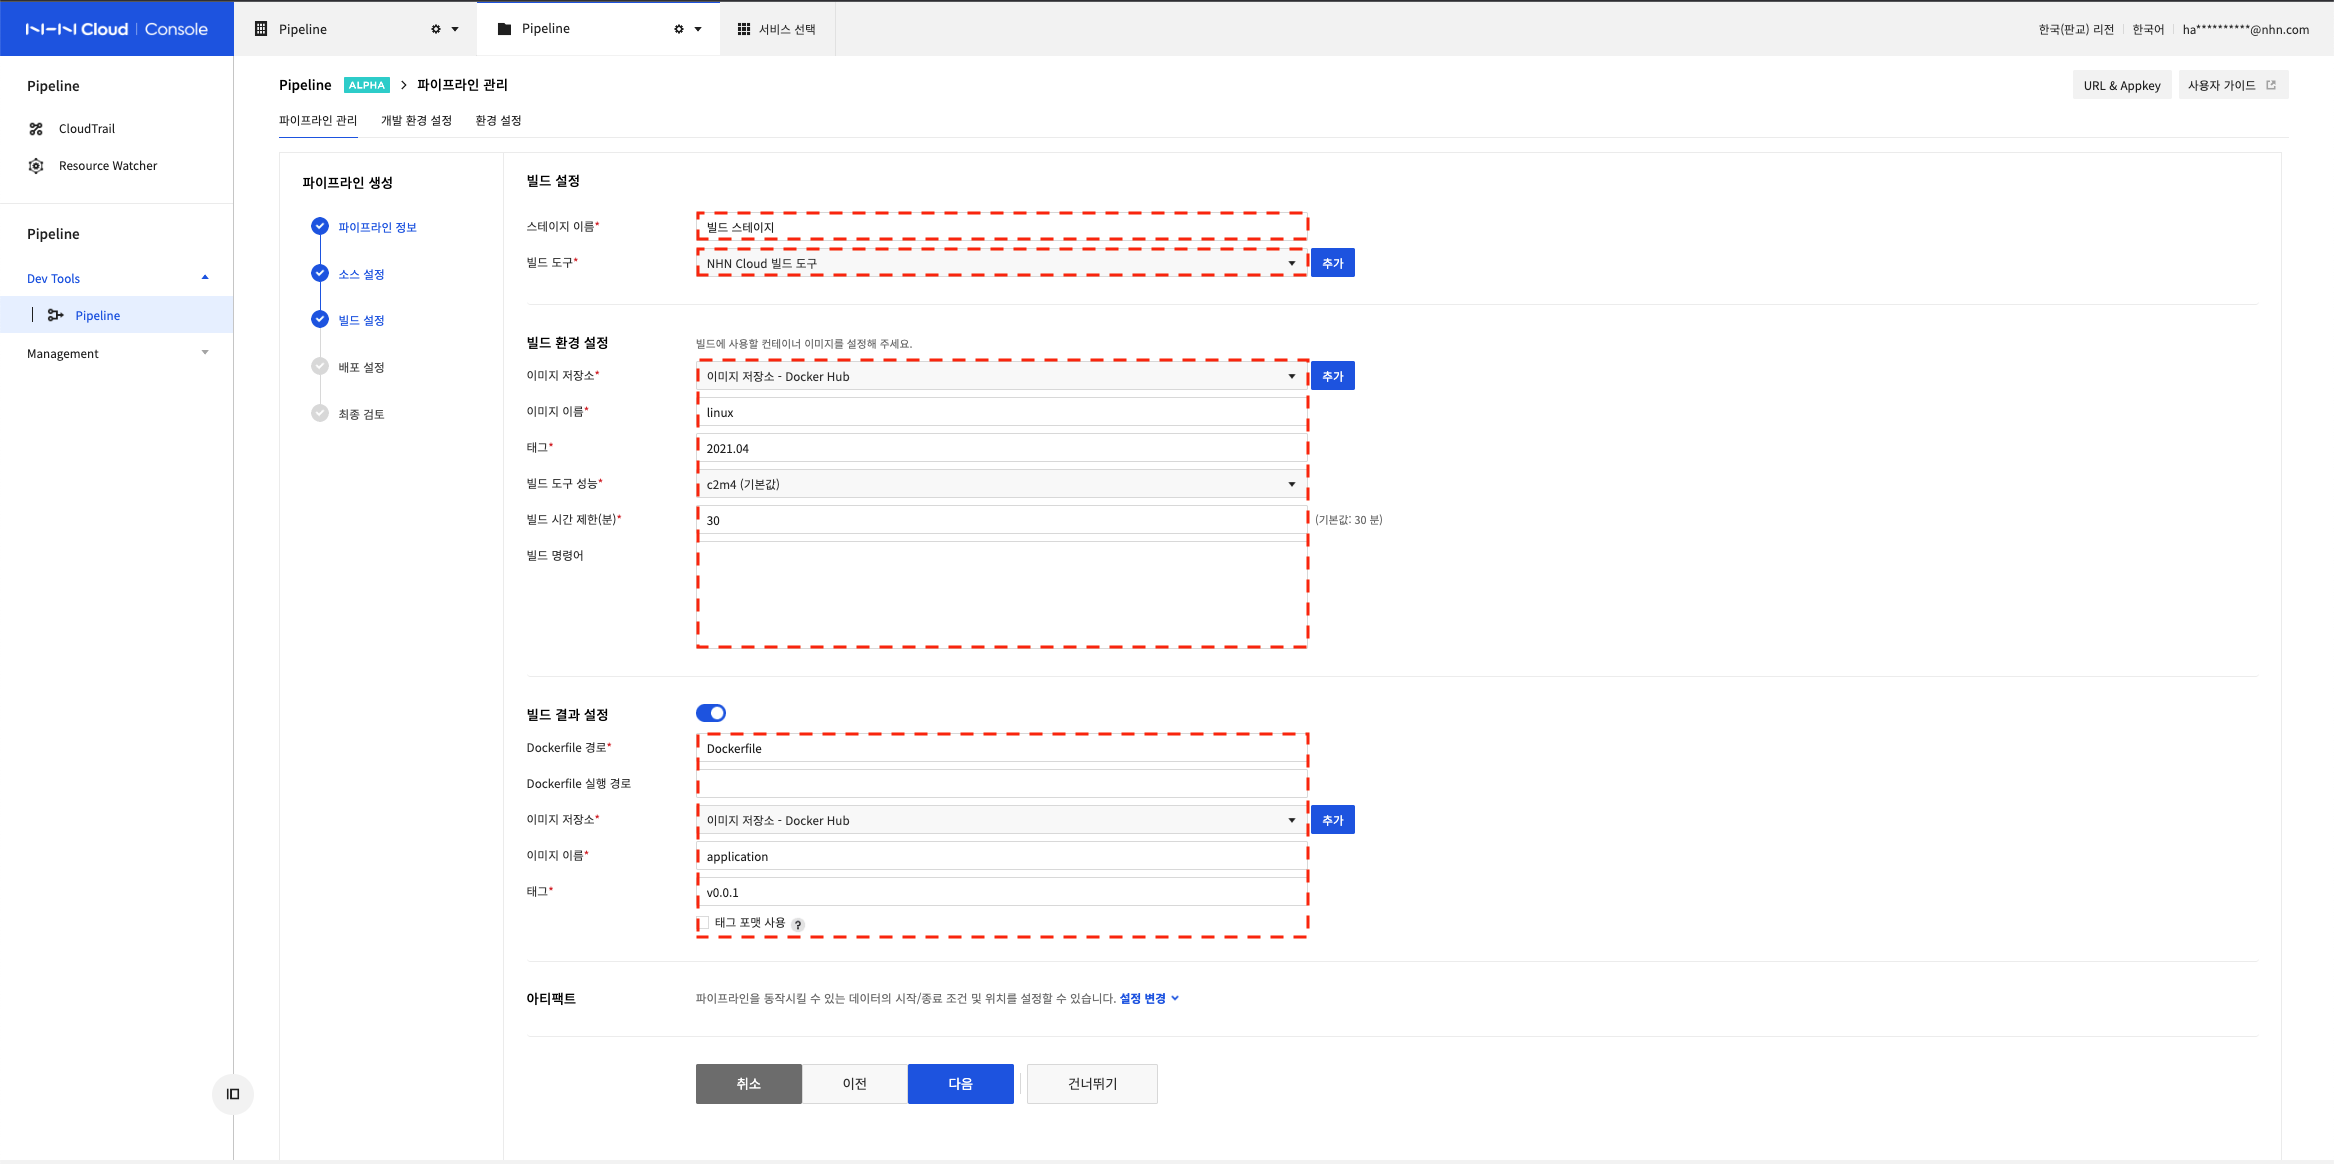 NHN Cloud | Console
Pipeline
Pipeline
서비스 선택
한국(판교) 리전
한국어
ha**********@nhn.com
Pipeline
CloudTrail
Resource Watcher
Pipeline
Dev Tools
Pipeline
Management
Pipeline ALPHA > 파이프라인 관리
URL & Appkey
사용자 가이드
파이프라인 관리
개발 환경 설정
환경 설정
파이프라인 생성
파이프라인 정보
소스 설정
빌드 설정
배포 설정
최종 검토
빌드 설정
스테이지 이름* 빌드 스테이지
빌드 도구* NHN Cloud 빌드 도구 추가
빌드 환경 설정 빌드에 사용할 컨테이너 이미지를 설정해 주세요.
이미지 저장소* 이미지 저장소 - Docker Hub 추가
이미지 이름* linux
태그* 2021.04
빌드 도구 성능* c2m4 (기본값)
빌드 시간 제한(분)* 30 (기본값: 30 분)
빌드 명령어
빌드 결과 설정
Dockerfile 경로* Dockerfile
Dockerfile 실행 경로
이미지 저장소* 이미지 저장소 - Docker Hub 추가
이미지 이름* application
태그* v0.0.1
태그 포맷 사용 ?
아티팩트 파이프라인을 동작시킬 수 있는 데이터의 시작/종료 조건 및 위치를 설정할 수 있습니다. 설정 변경
취소 이전 다음 건너뛰기